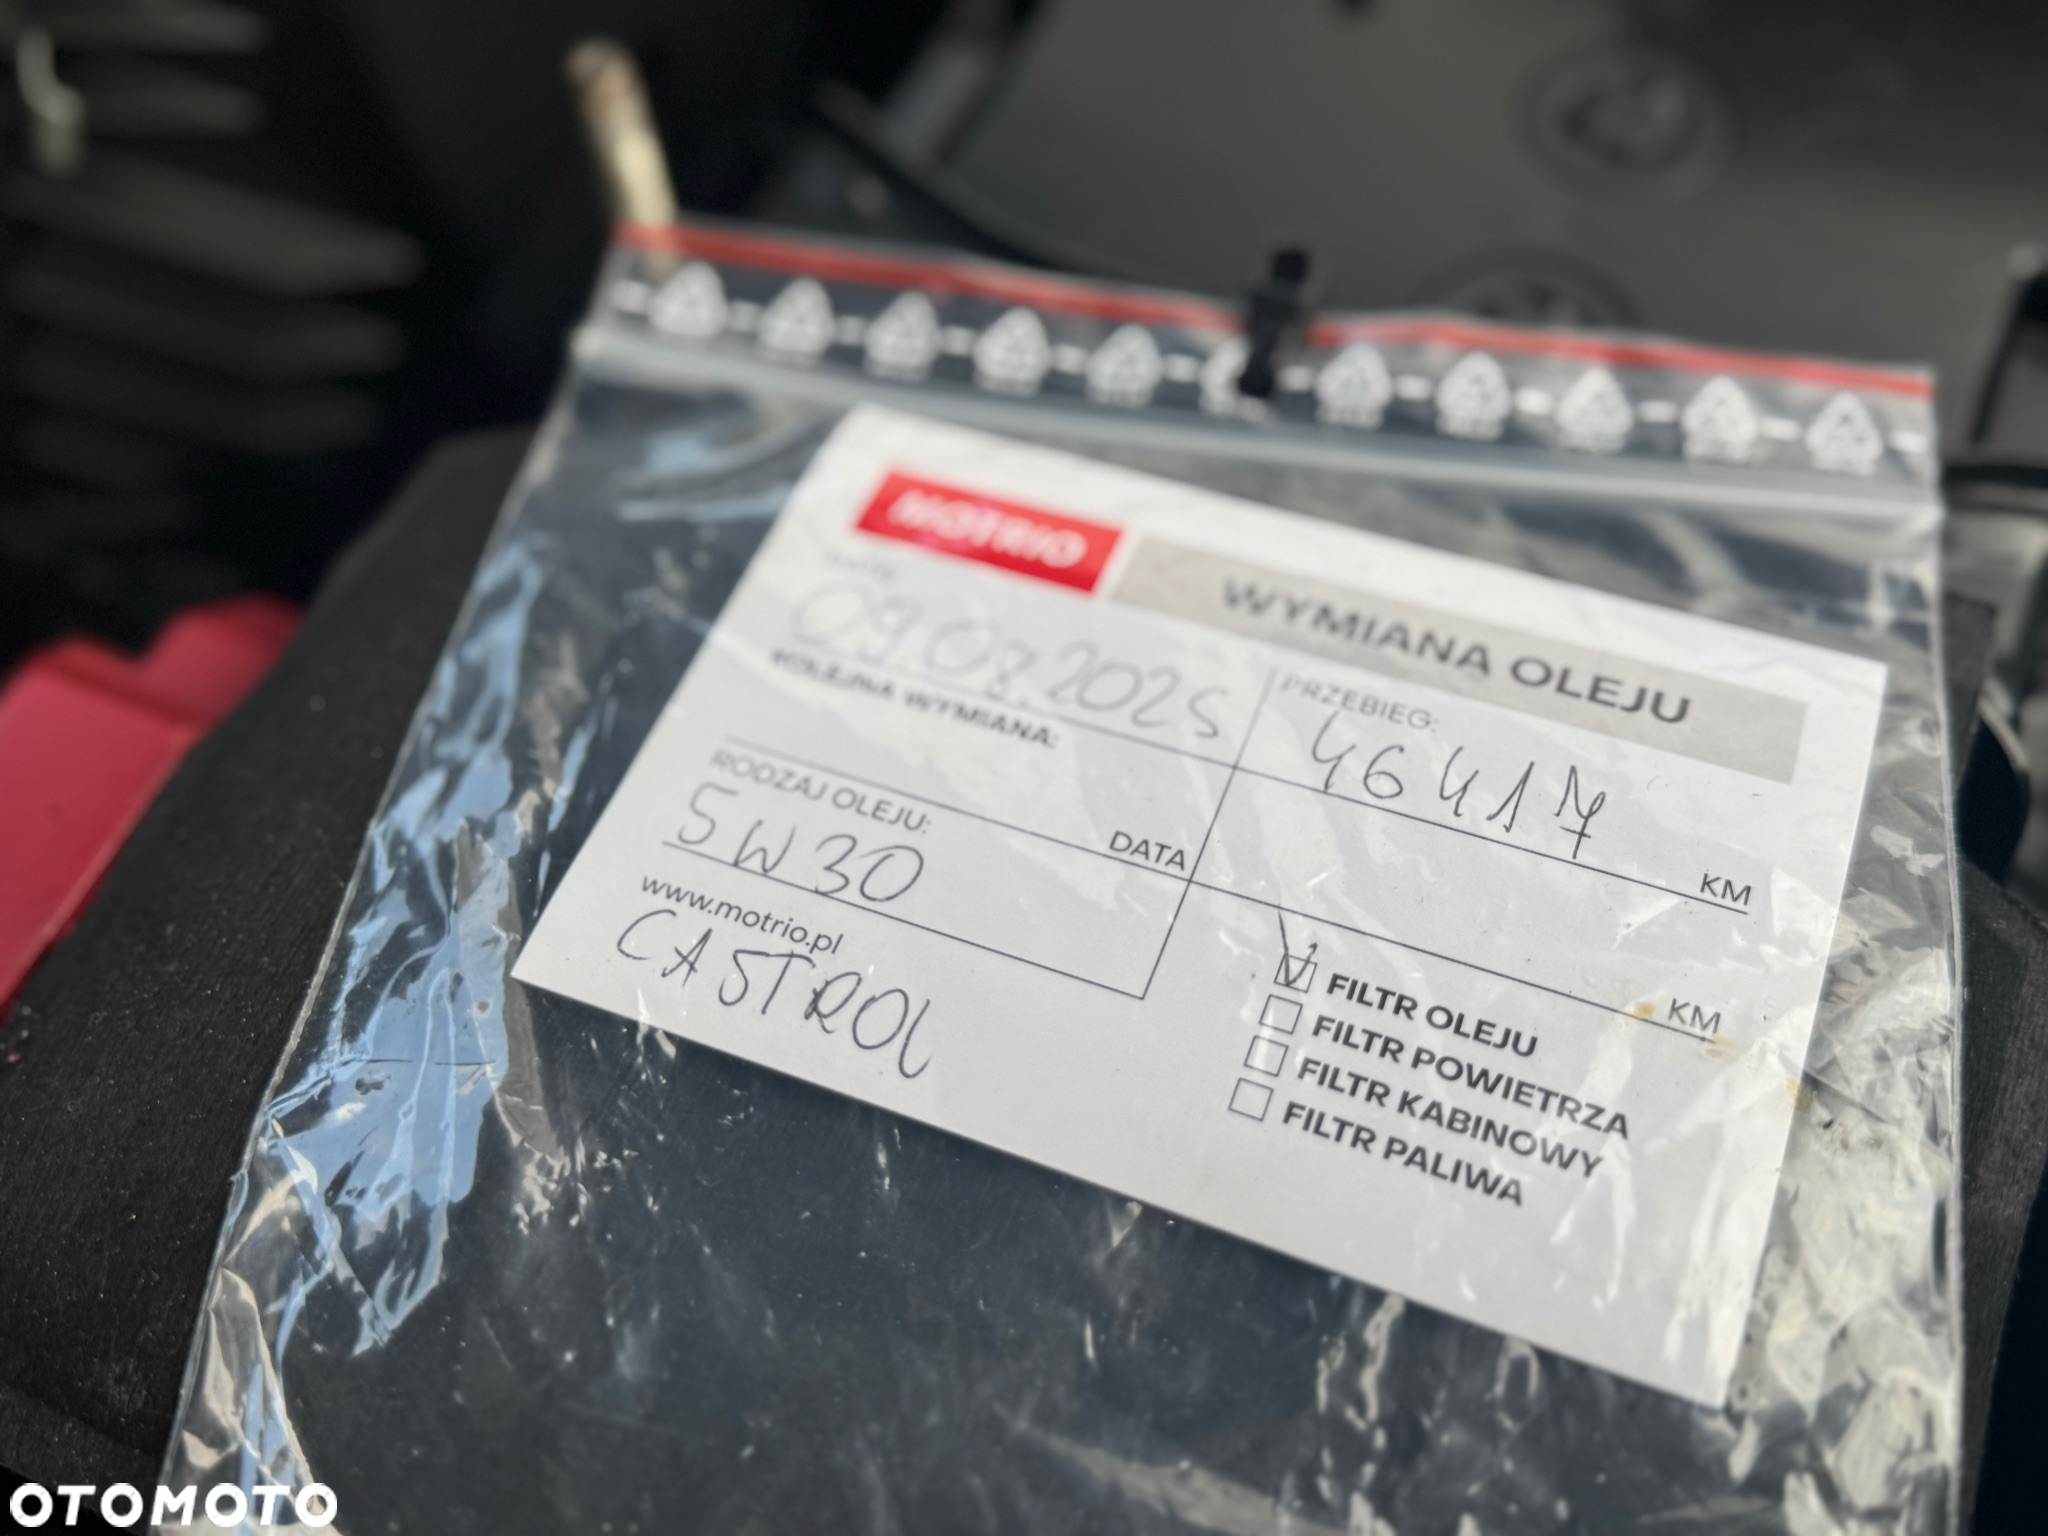 MOTRIO
WYMIANA OLEJU
09.08.2025
PRZEBIEG:
46417
KM
KOLEJNA WYMIANA:
DATA
KM
RODZAJ OLEJU:
5W30
www.motrio.pl
CASTROL
FILTR OLEJU
FILTR POWIETRZA
FILTR KABINOWY
FILTR PALIWA
OTOMOTO